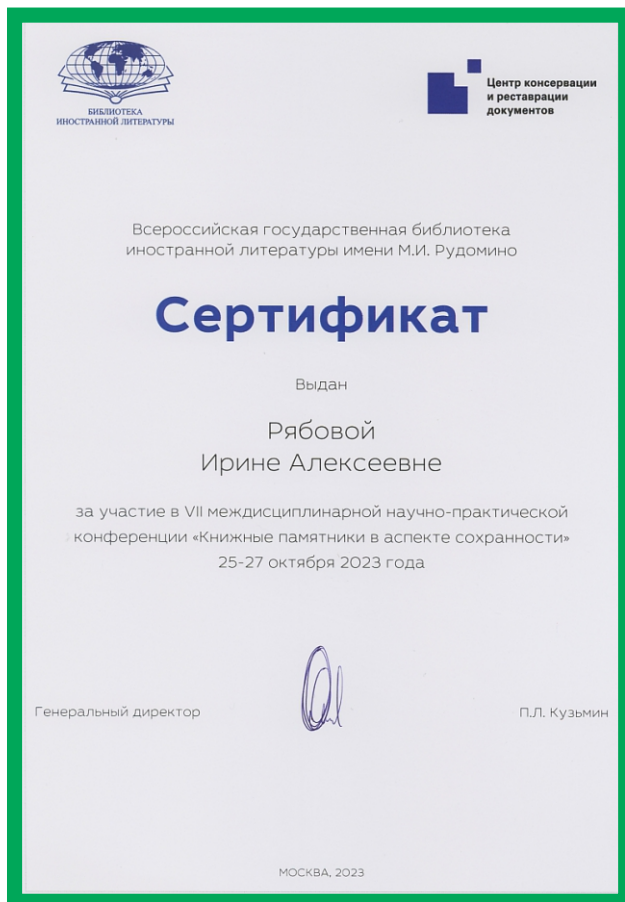 БИБЛИОТЕКА
ИНОСТРАННОЙ ЛИТЕРАТУРЫ
Центр консервации
и реставрации
документов
Всероссийская государственная библиотека
иностранной литературы имени М.И. Рудомино
Сертификат
Выдан
Рябовой
Ирине Алексеевне
за участие в VII междисциплинарной научно-практической
конференции «Книжные памятники в аспекте сохранности»
25-27 октября 2023 года
Генеральный директор
П.Л. Кузьмин
МОСКВА, 2023